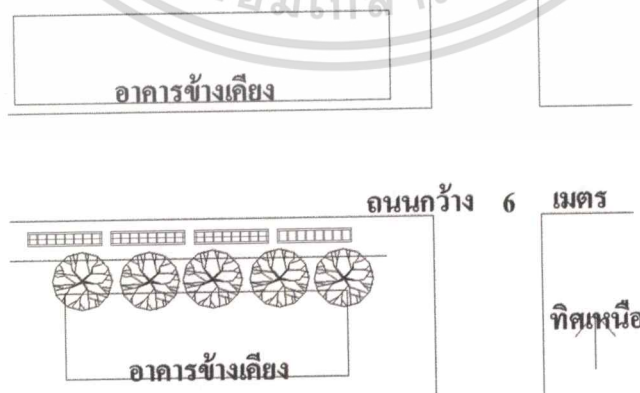 อาคารข้างเคียง
ถนนกว้าง 6 เมตร
ทิศเหนือ
อาคารข้างเคียง